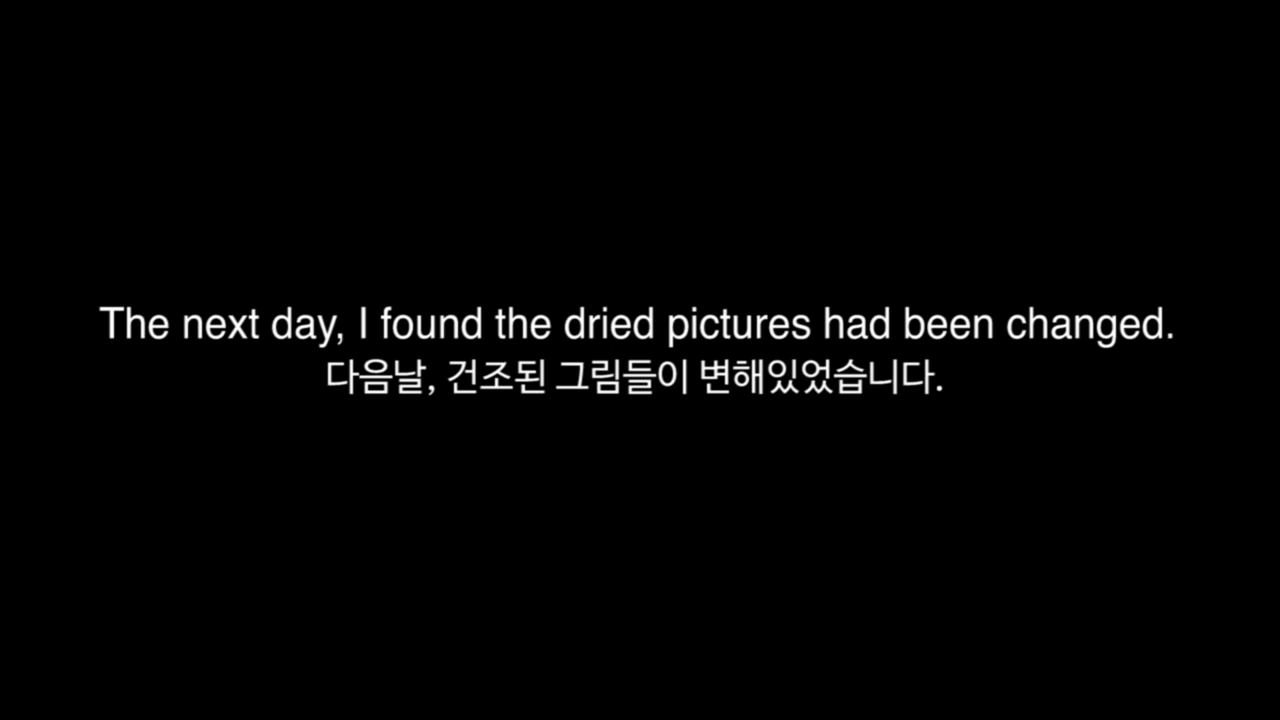 The next day, I found the dried pictures had been changed.
다음날, 건조된 그림들이 변해있었습니다.